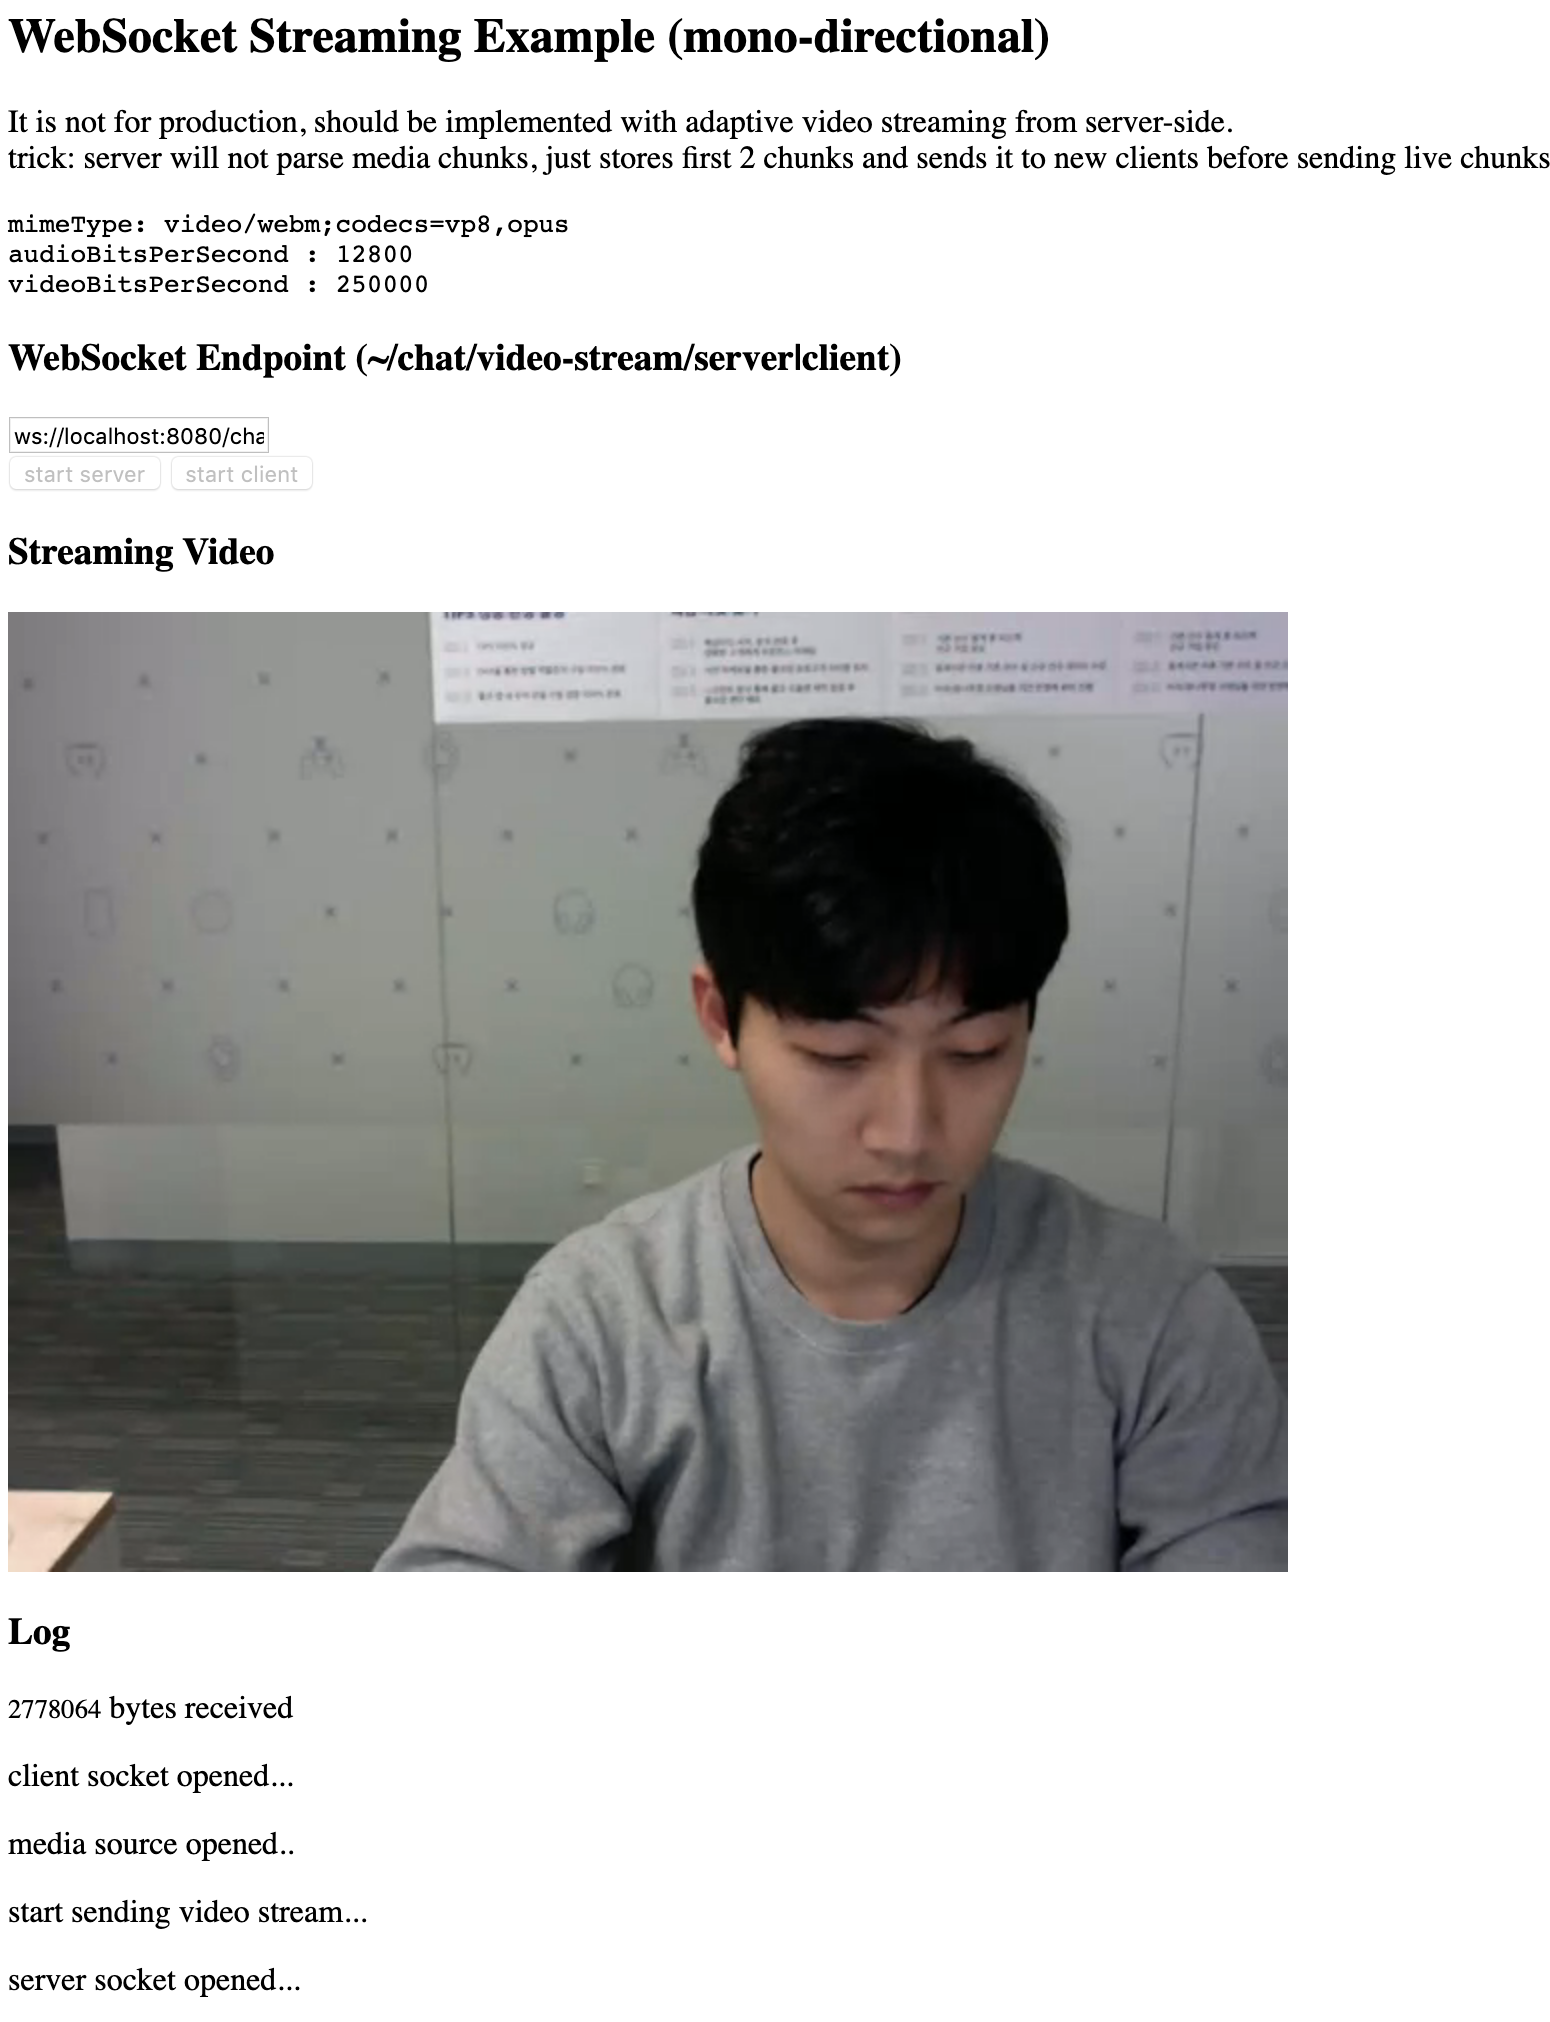 WebSocket Streaming Example (mono-directional)
It is not for production, should be implemented with adaptive video streaming from server-side.
trick: server will not parse media chunks, just stores first 2 chunks and sends it to new clients before sending live chunks
mimeType: video/webm;codecs=vp8,opus
audioBitsPerSecond : 12800
videoBitsPerSecond : 250000
WebSocket Endpoint (~/chat/video-stream/server|client)
ws://localhost:8080/cha
start server start client
Streaming Video
Log
2778064 bytes received
client socket opened...
media source opened..
start sending video stream...
server socket opened...